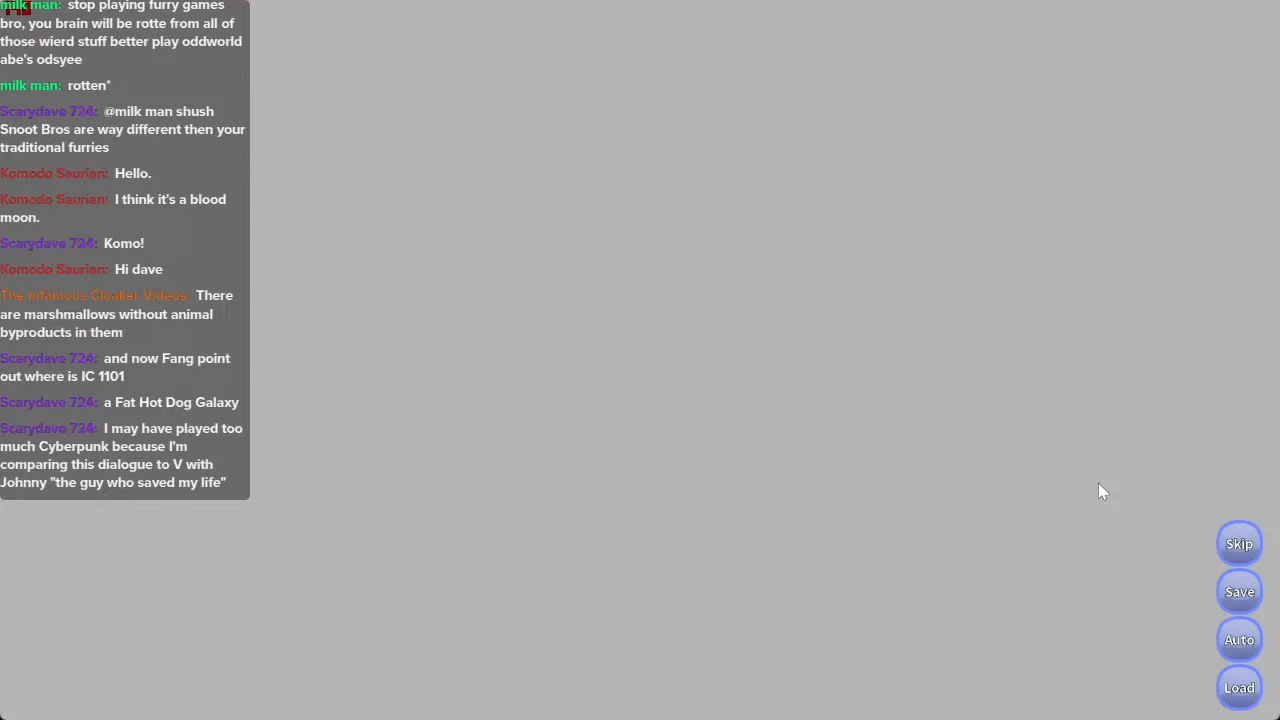 milk man: stop playing furry games
bro, you brain will be rotte from all of
those wierd stuff better play oddworld
abe's odsyee
milk man: rotten*
Scarydave 724: @milk man shush
Snoot Bros are way different then your
traditional furries
Komodo Saurian: Hello.
Komodo Saurian: I think it's a blood
moon.
Scarydave 724: Komo!
Komodo Saurian: Hi dave
The Infamous Cloaker Videos: There
are marshmallows without animal
byproducts in them
Scarydave 724: and now Fang point
out where is IC 1101
Scarydave 724: a Fat Hot Dog Galaxy
Scarydave 724: I may have played too
much Cyberpunk because I'm
comparing this dialogue to V with
Johnny "the guy who saved my life"
Skip
Save
Auto
Load